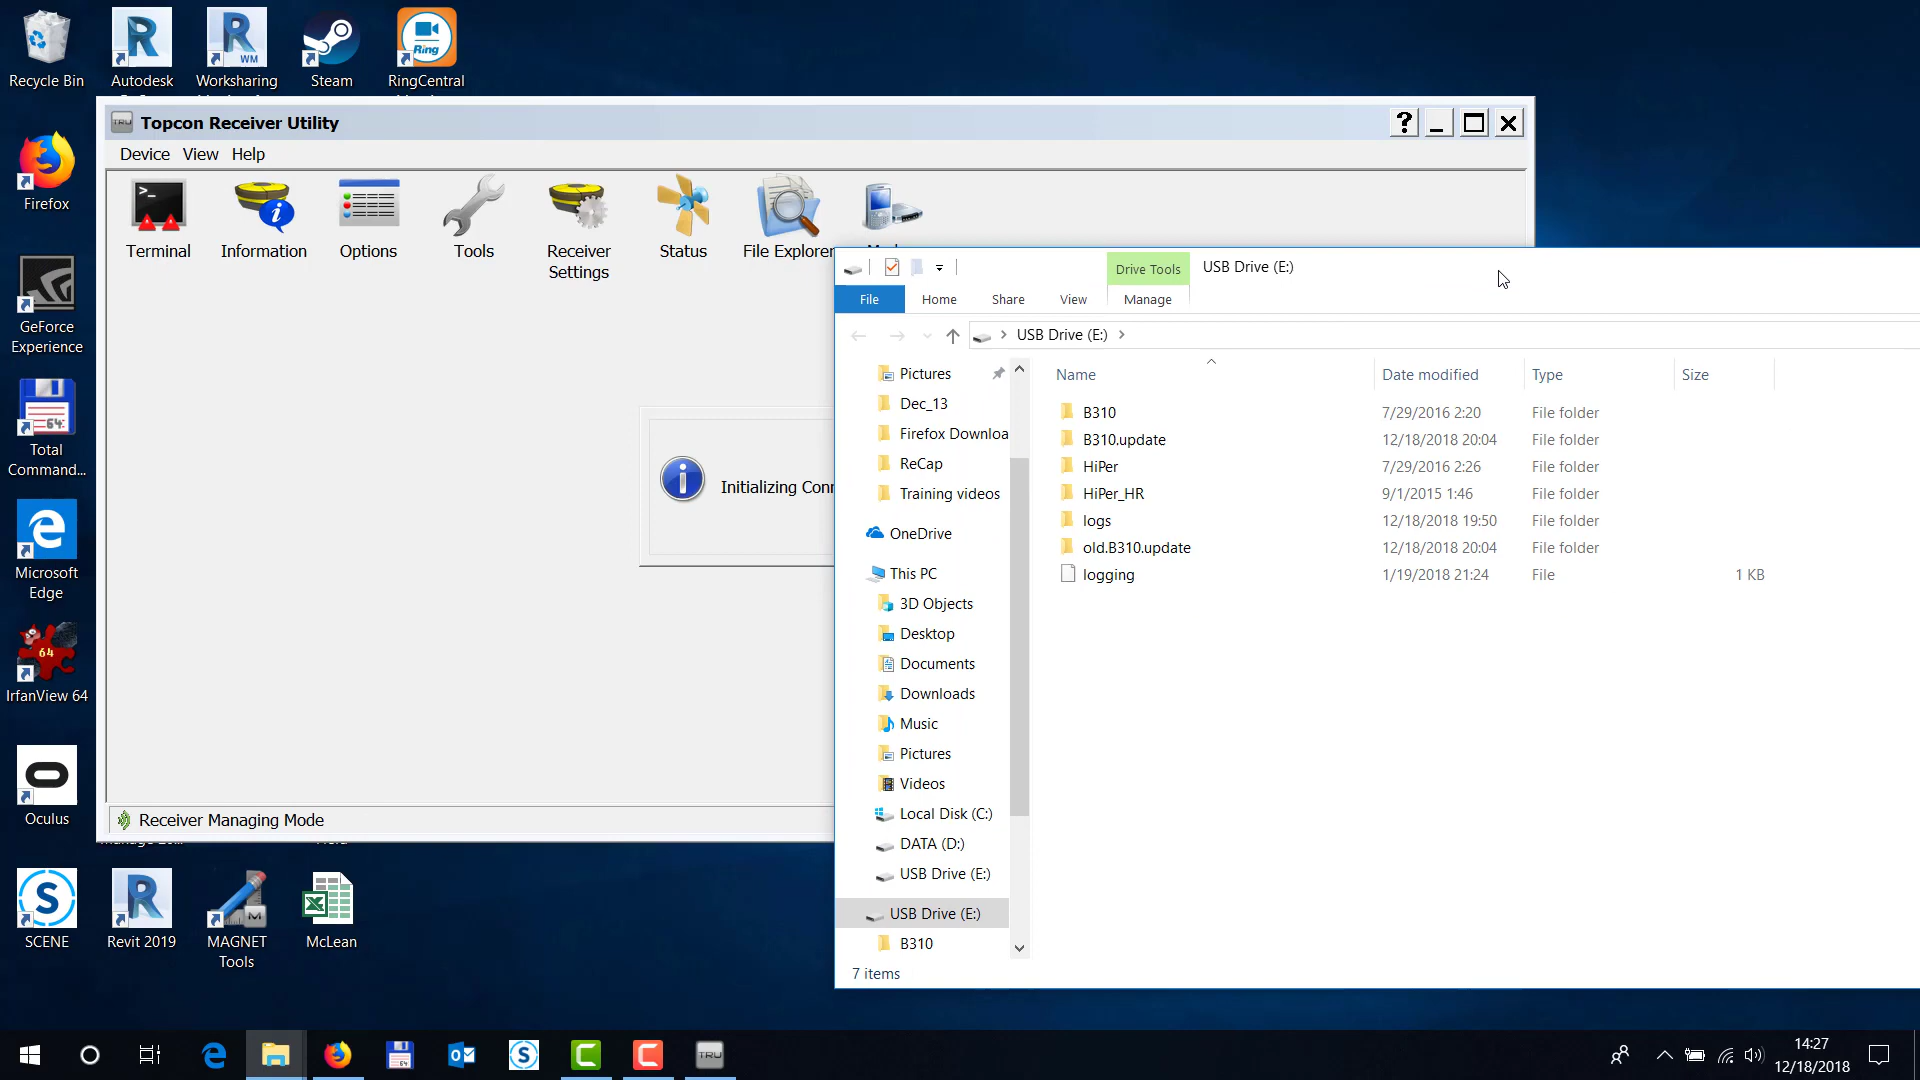 Recycle Bin
Autodesk
Worksharing
Steam
RingCentral
R
R WM
Ring
TRU
Topcon Receiver Utility
?
Device
View
Help
Firefox
Terminal
Information
Options
Tools
Receiver
Settings
Status
File Explorer
Drive Tools
USB Drive (E:)
File
Home
Share
View
Manage
USB Drive (E:)
GeForce
Experience
Name
Date modified
Type
Size
Pictures
Dec_13
Firefox Downloa
ReCap
Training videos
OneDrive
This PC
3D Objects
Desktop
Documents
Downloads
Music
Pictures
Videos
Local Disk (C:)
DATA (D:)
USB Drive (E:)
USB Drive (E:)
B310
B310 7/29/2016 2:20 File folder
B310.update 12/18/2018 20:04 File folder
HiPer 7/29/2016 2:26 File folder
HiPer_HR 9/1/2015 1:46 File folder
logs 12/18/2018 19:50 File folder
old.B310.update 12/18/2018 20:04 File folder
logging 1/19/2018 21:24 File 1 KB
7 items
Initializing Conr
Receiver Managing Mode
64
Total
Command...
Microsoft
Edge
64
IrfanView 64
Oculus
S
SCENE
R
Revit 2019
M
MAGNET
Tools
McLean
TRU
14:27
12/18/2018